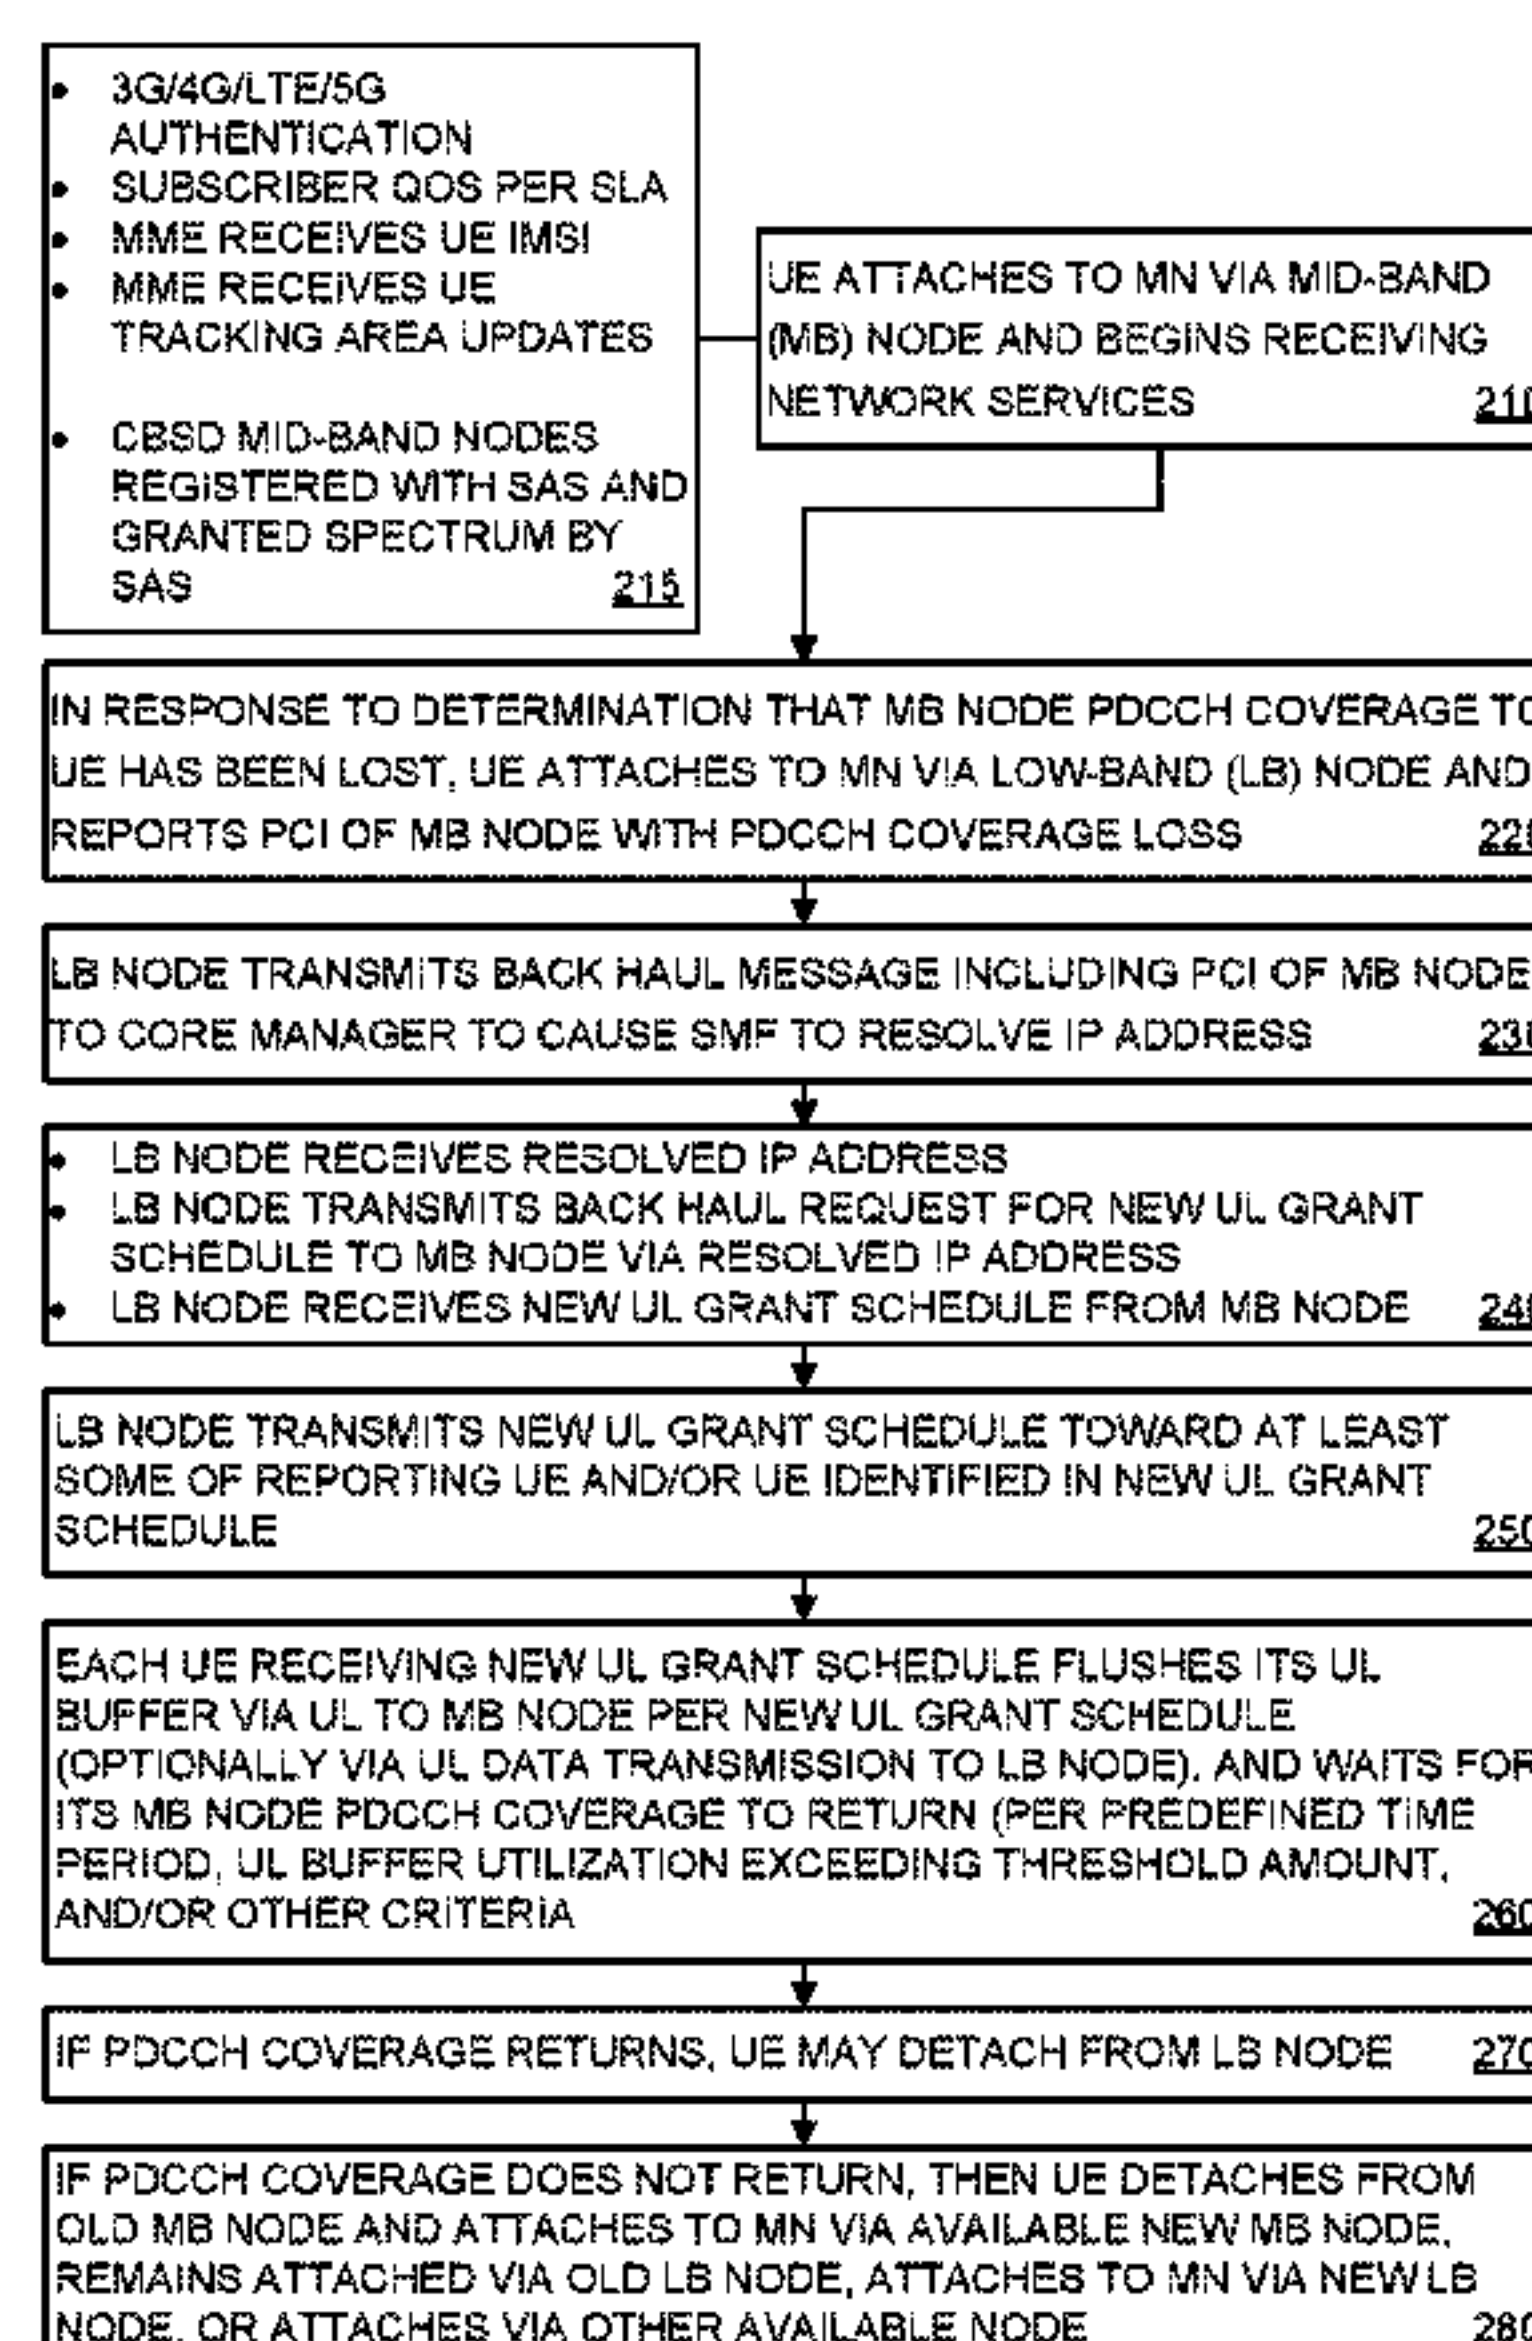 • 3G/4G/LTE/5G
AUTHENTICATION
• SUBSCRIBER QOS PER SLA
• MME RECEIVES UE IMSI
• MME RECEIVES UE
TRACKING AREA UPDATES
• CBSD MID-BAND NODES
REGISTERED WITH SAS AND
GRANTED SPECTRUM BY
SAS 215
UE ATTACHES TO MN VIA MID-BAND
(MB) NODE AND BEGINS RECEIVING
NETWORK SERVICES 210
IN RESPONSE TO DETERMINATION THAT MB NODE PDCCH COVERAGE TO
UE HAS BEEN LOST, UE ATTACHES TO MN VIA LOW-BAND (LB) NODE AND
REPORTS PCI OF MB NODE WITH PDCCH COVERAGE LOSS 220
LB NODE TRANSMITS BACK HAUL MESSAGE INCLUDING PCI OF MB NODE
TO CORE MANAGER TO CAUSE SMF TO RESOLVE IP ADDRESS 230
• LB NODE RECEIVES RESOLVED IP ADDRESS
• LB NODE TRANSMITS BACK HAUL REQUEST FOR NEW UL GRANT
SCHEDULE TO MB NODE VIA RESOLVED IP ADDRESS
• LB NODE RECEIVES NEW UL GRANT SCHEDULE FROM MB NODE 240
LB NODE TRANSMITS NEW UL GRANT SCHEDULE TOWARD AT LEAST
SOME OF REPORTING UE AND/OR UE IDENTIFIED IN NEW UL GRANT
SCHEDULE 250
EACH UE RECEIVING NEW UL GRANT SCHEDULE FLUSHES ITS UL
BUFFER VIA UL TO MB NODE PER NEW UL GRANT SCHEDULE
(OPTIONALLY VIA UL DATA TRANSMISSION TO LB NODE), AND WAITS FOR
ITS MB NODE PDCCH COVERAGE TO RETURN (PER PREDEFINED TIME
PERIOD, UL BUFFER UTILIZATION EXCEEDING THRESHOLD AMOUNT,
AND/OR OTHER CRITERIA 260
IF PDCCH COVERAGE RETURNS, UE MAY DETACH FROM LB NODE 270
IF PDCCH COVERAGE DOES NOT RETURN, THEN UE DETACHES FROM
OLD MB NODE AND ATTACHES TO MN VIA AVAILABLE NEW MB NODE,
REMAINS ATTACHED VIA OLD LB NODE, ATTACHES TO MN VIA NEW LB
NODE, OR ATTACHES VIA OTHER AVAILABLE NODE 280